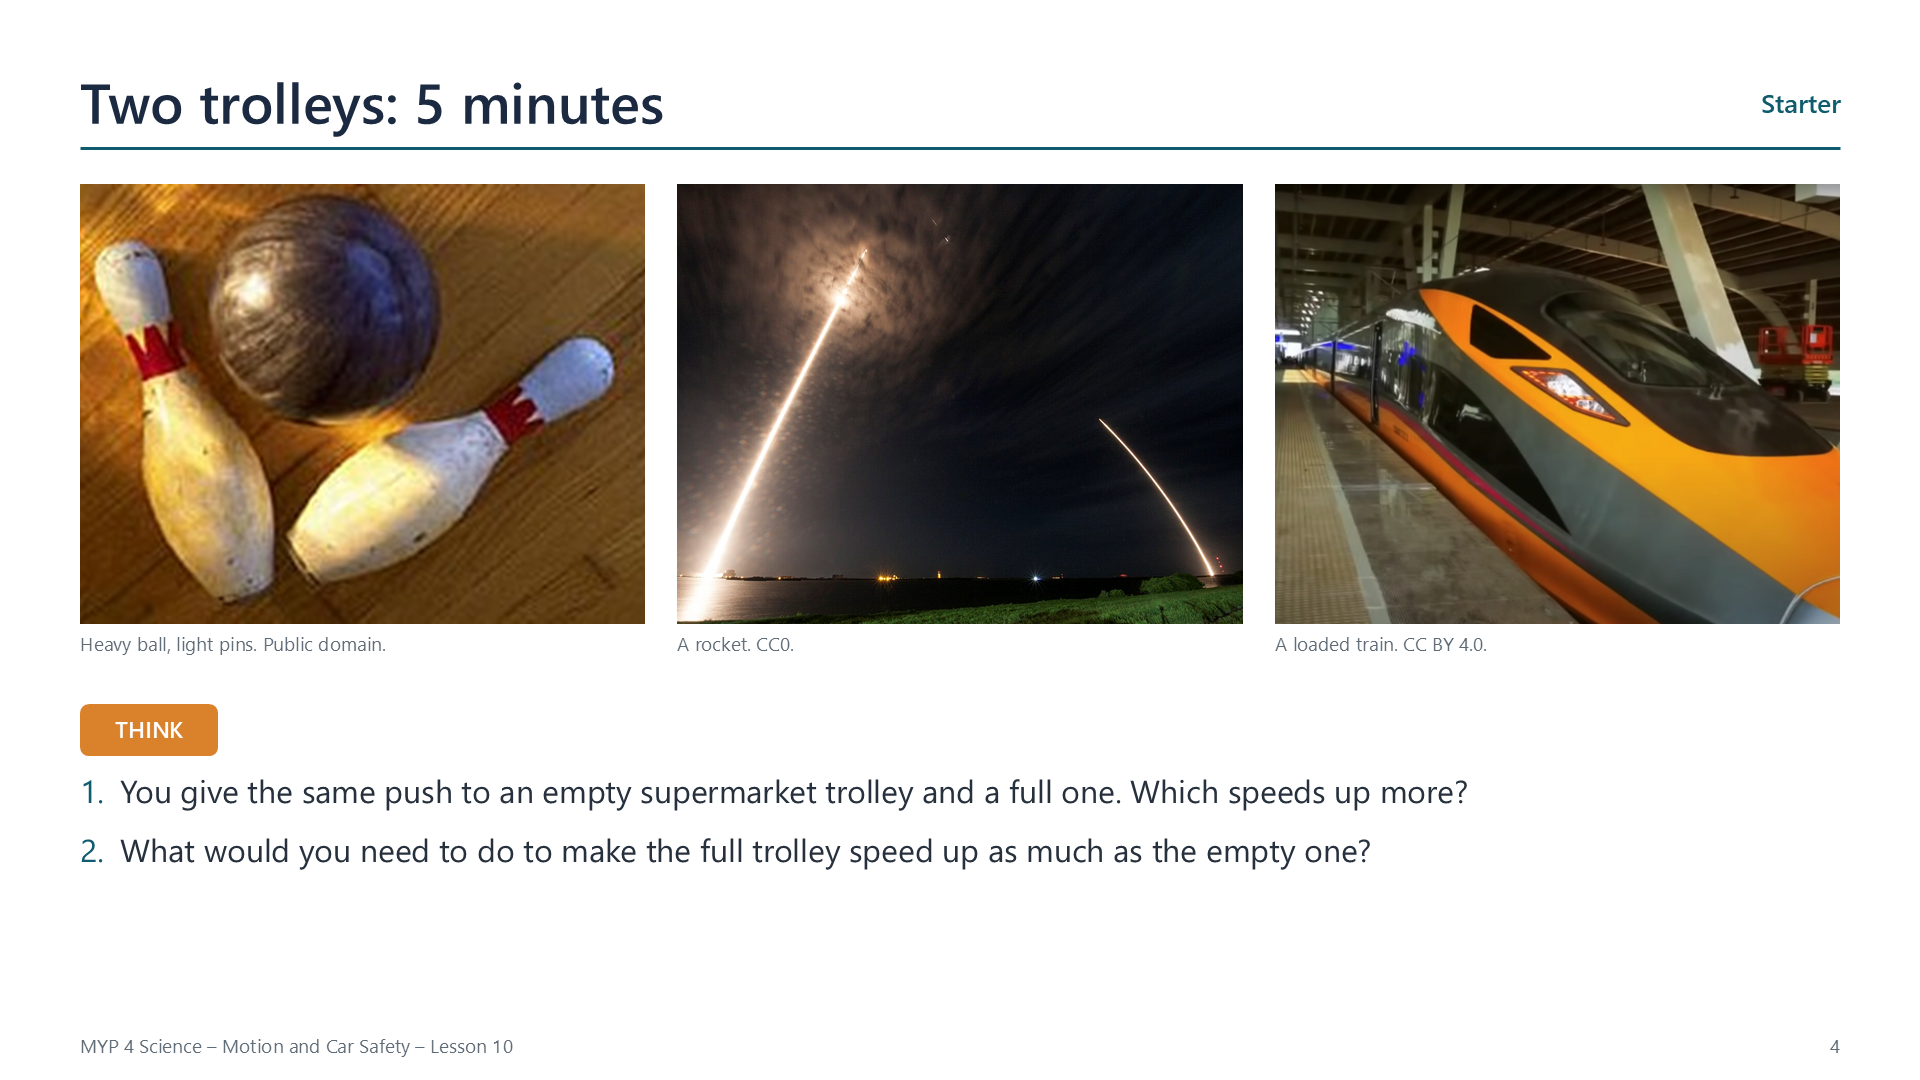 Two trolleys: 5 minutes
Starter
Heavy ball, light pins. Public domain.
A rocket. CC0.
A loaded train. CC BY 4.0.
THINK
1. You give the same push to an empty supermarket trolley and a full one. Which speeds up more?
2. What would you need to do to make the full trolley speed up as much as the empty one?
MYP 4 Science – Motion and Car Safety – Lesson 10
4